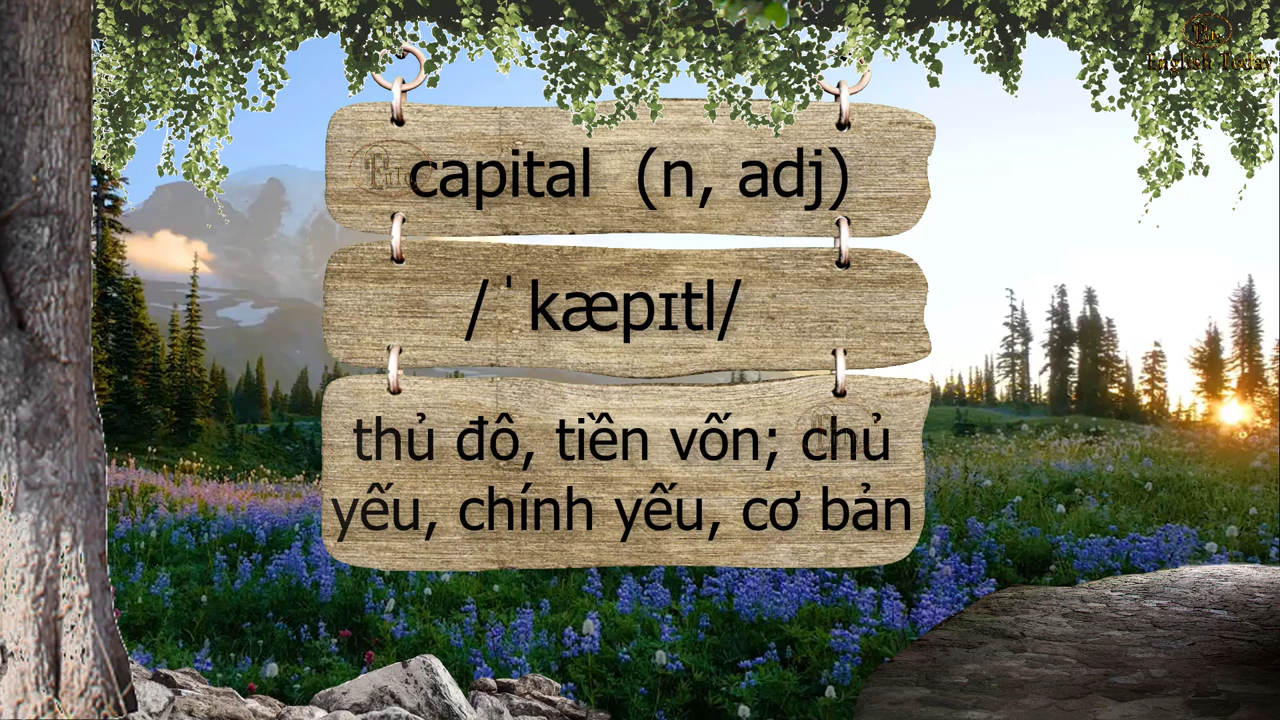 English Today
capital (n, adj)
/ˈkæpɪtl/
thủ đô, tiền vốn; chủ
yếu, chính yếu, cơ bản